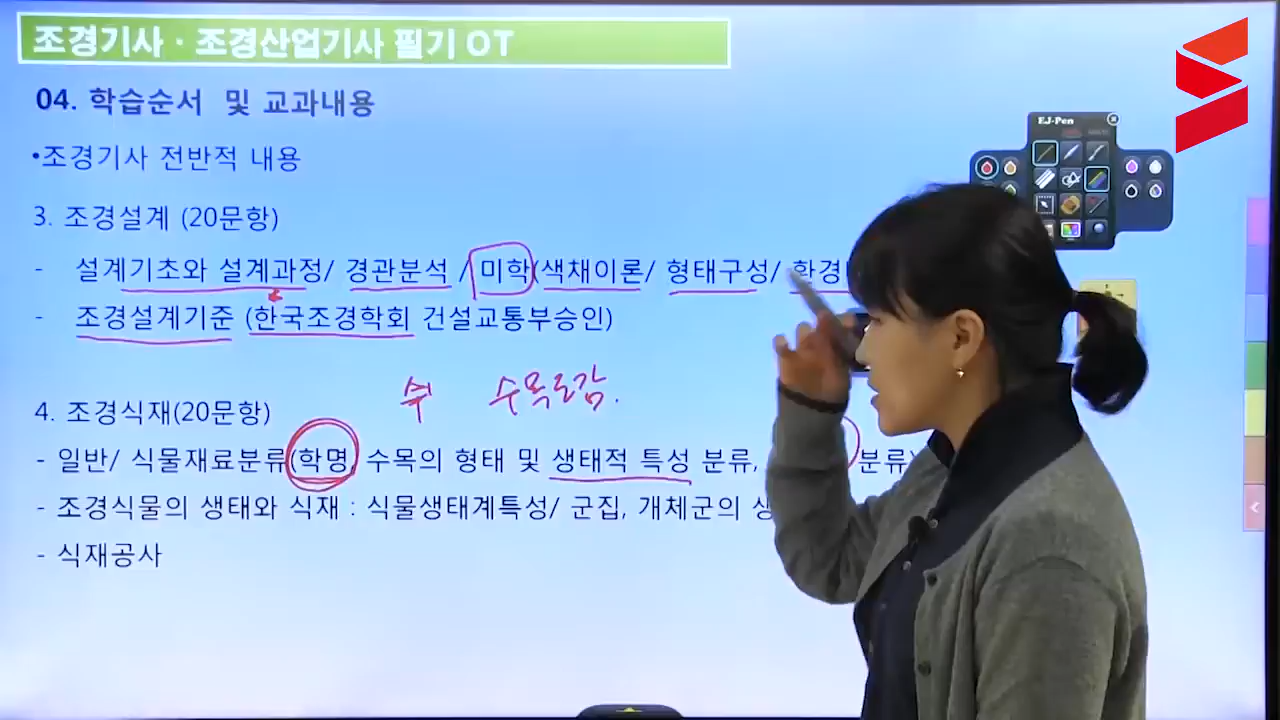 조경기사 · 조경산업기사 필기 OT
04. 학습순서 및 교과내용
•조경기사 전반적 내용
3. 조경설계 (20문항)
- 설계기초와 설계과정/ 경관분석 / 미학(색채이론/ 형태구성/ 환경
- 조경설계기준 (한국조경학회 건설교통부승인)
수목도감.
4. 조경식재(20문항)
- 일반/ 식물재료분류(학명, 수목의 형태 및 생태적 특성 분류, 분류)
- 조경식물의 생태와 식재 : 식물생태계특성/ 군집, 개체군의 생
- 식재공사
EJ-Pen